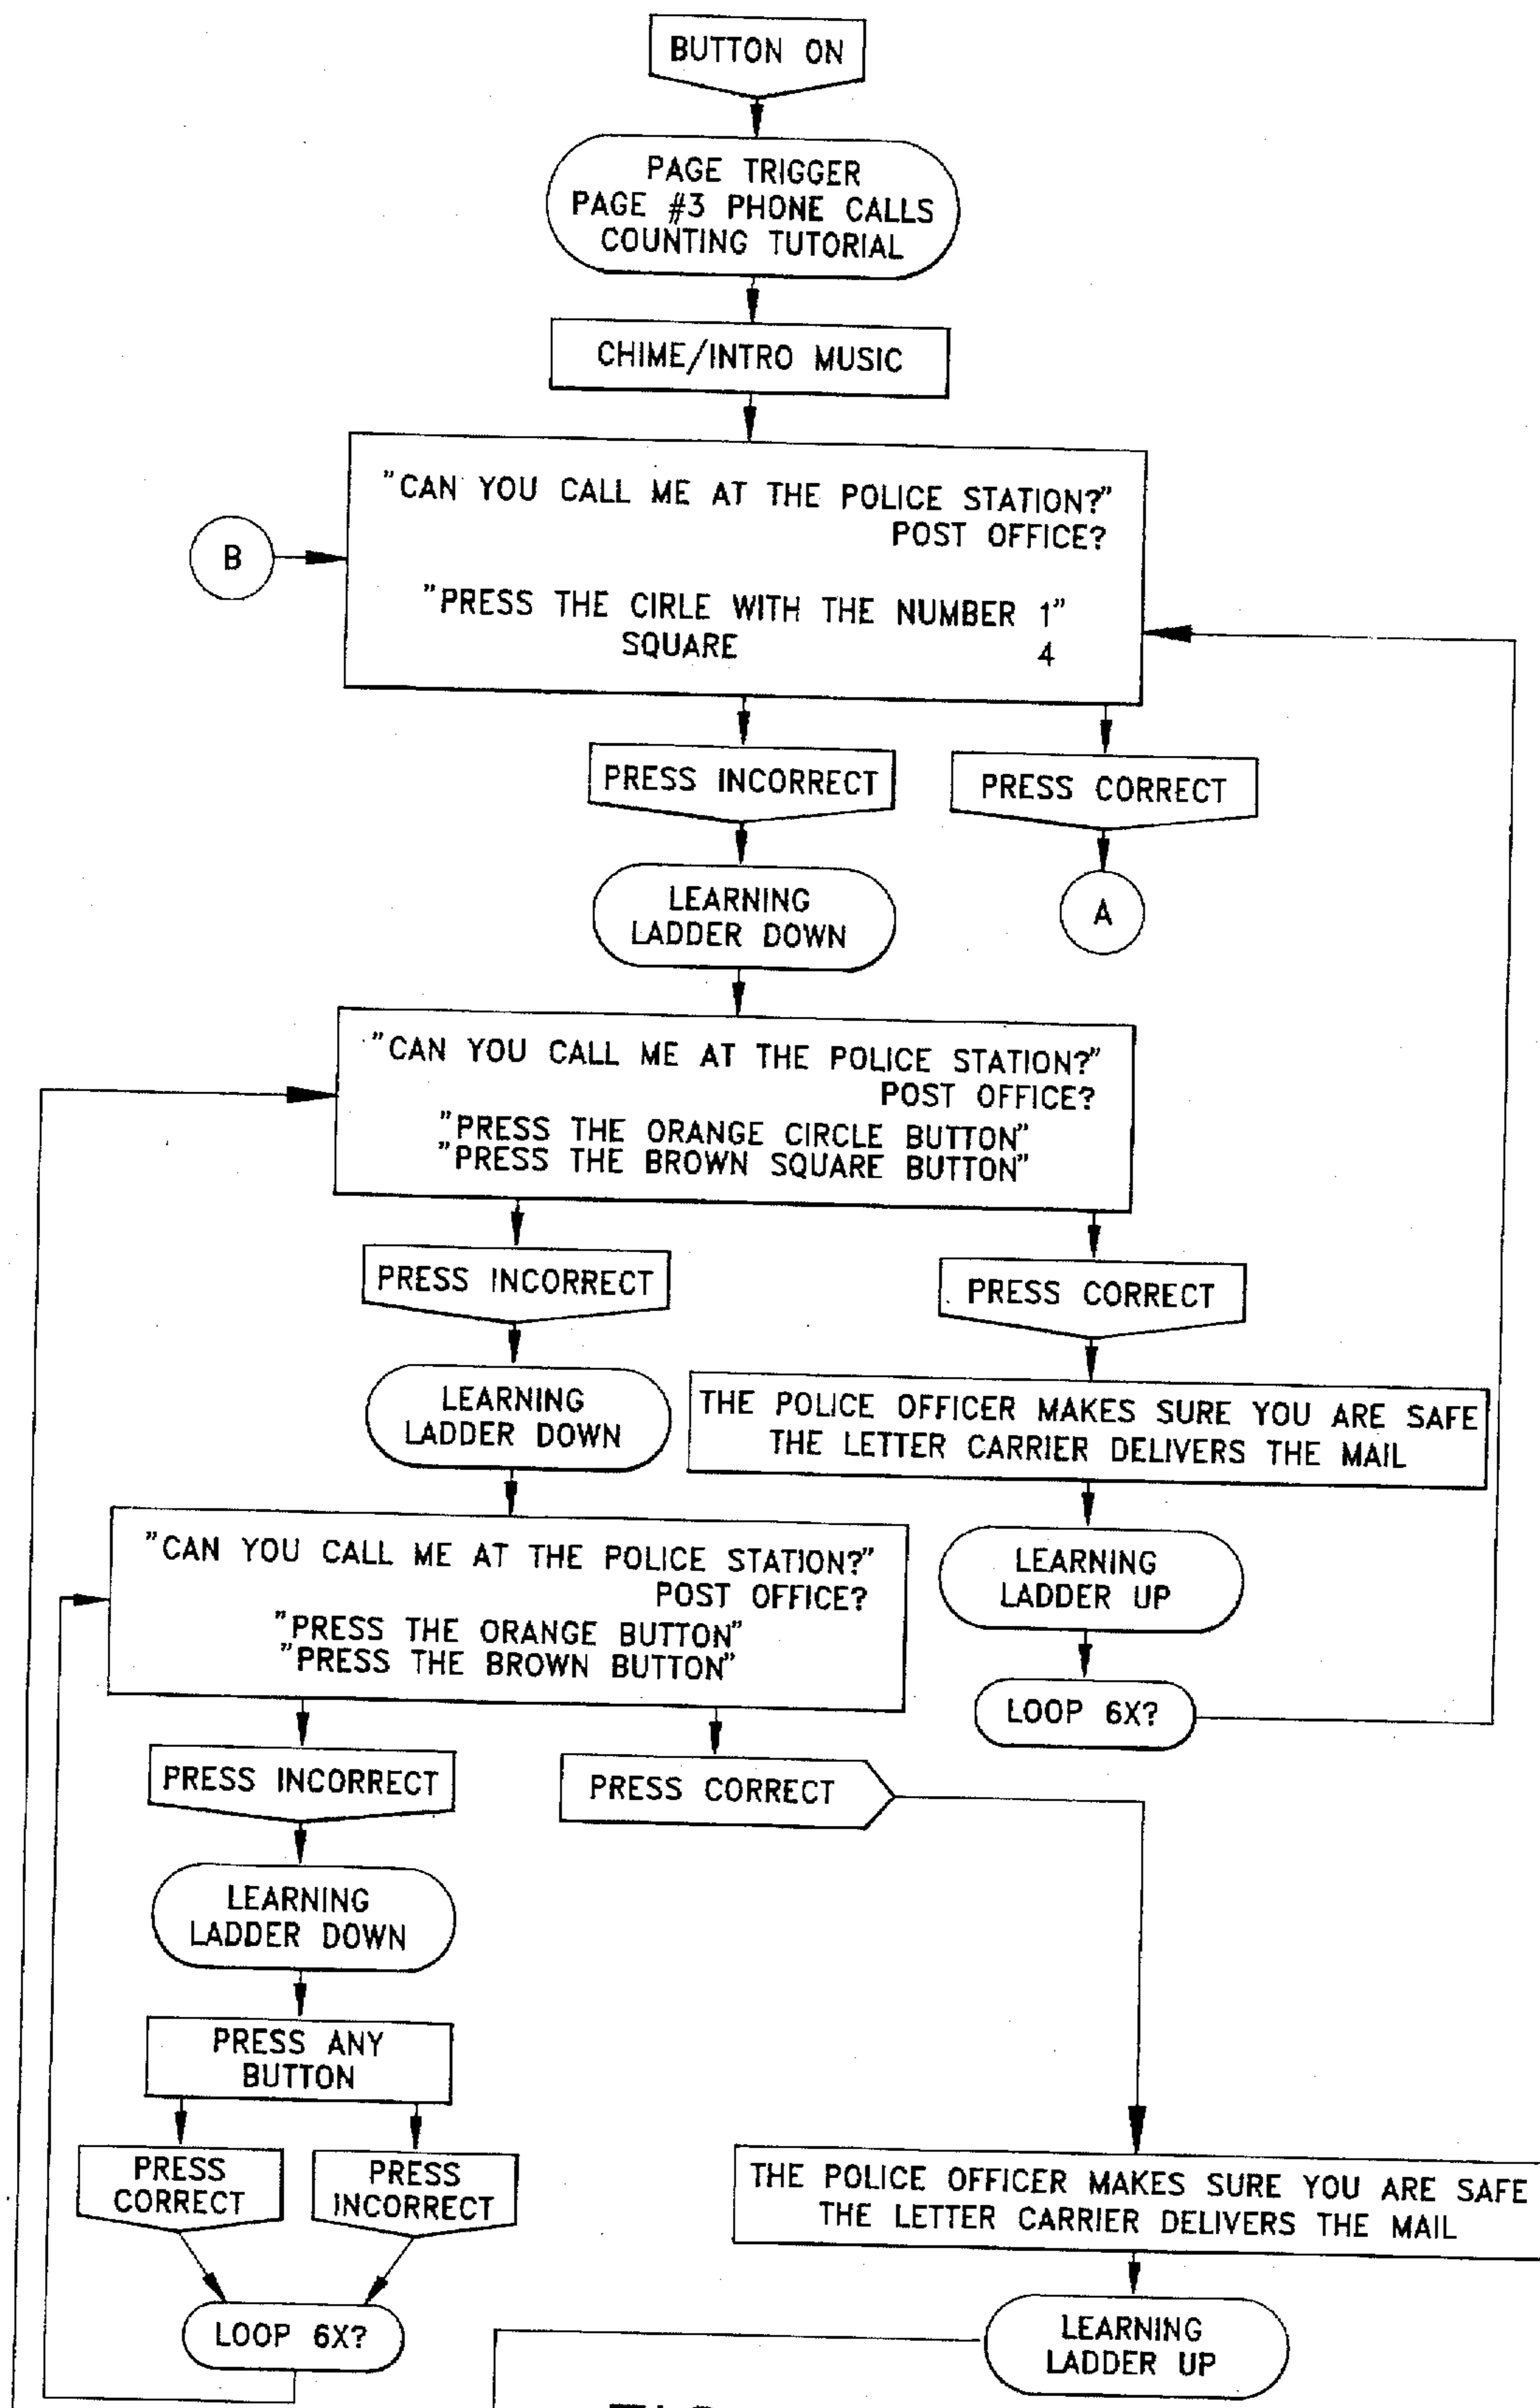 BUTTON ON
PAGE TRIGGER
PAGE #3 PHONE CALLS
COUNTING TUTORIAL
CHIME/INTRO MUSIC
"CAN YOU CALL ME AT THE POLICE STATION?"
POST OFFICE?
B
"PRESS THE CIRLE WITH THE NUMBER 1"
SQUARE 4
PRESS INCORRECT
PRESS CORRECT
LEARNING
LADDER DOWN
A
"CAN YOU CALL ME AT THE POLICE STATION?"
POST OFFICE?
"PRESS THE ORANGE CIRCLE BUTTON"
"PRESS THE BROWN SQUARE BUTTON"
PRESS INCORRECT
PRESS CORRECT
LEARNING
LADDER DOWN
THE POLICE OFFICER MAKES SURE YOU ARE SAFE
THE LETTER CARRIER DELIVERS THE MAIL
"CAN YOU CALL ME AT THE POLICE STATION?"
POST OFFICE?
"PRESS THE ORANGE BUTTON"
"PRESS THE BROWN BUTTON"
LEARNING
LADDER UP
LOOP 6X?
PRESS INCORRECT
PRESS CORRECT
LEARNING
LADDER DOWN
PRESS ANY
BUTTON
PRESS
CORRECT
PRESS
INCORRECT
THE POLICE OFFICER MAKES SURE YOU ARE SAFE
THE LETTER CARRIER DELIVERS THE MAIL
LOOP 6X?
LEARNING
LADDER UP